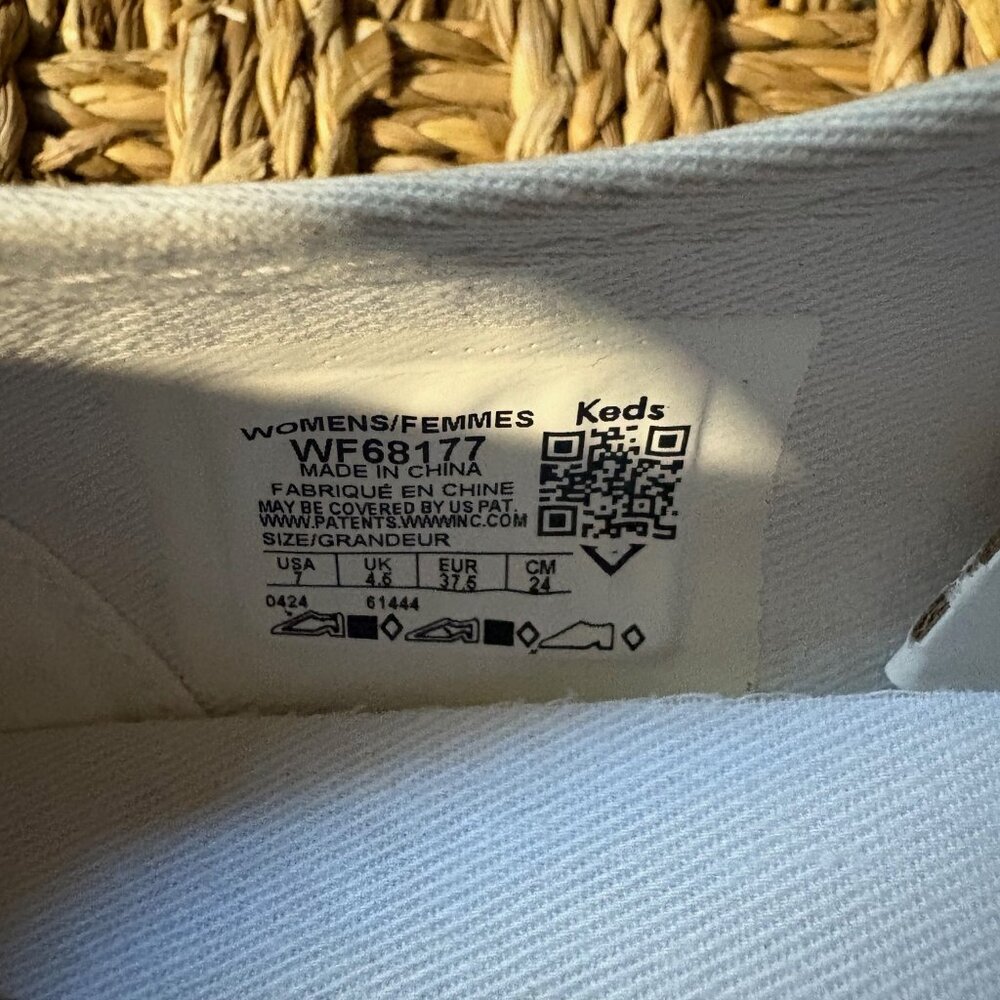 WOMENS/FEMMES
Keds
WF68177
MADE IN CHINA
FABRIQUÉ EN CHINE
MAY BE COVERED BY US PAT.
WWW.PATENTS.WWWINC.COM
SIZE/GRANDEUR
USA UK EUR CM
7 4.5 37.5 24
0424 61444